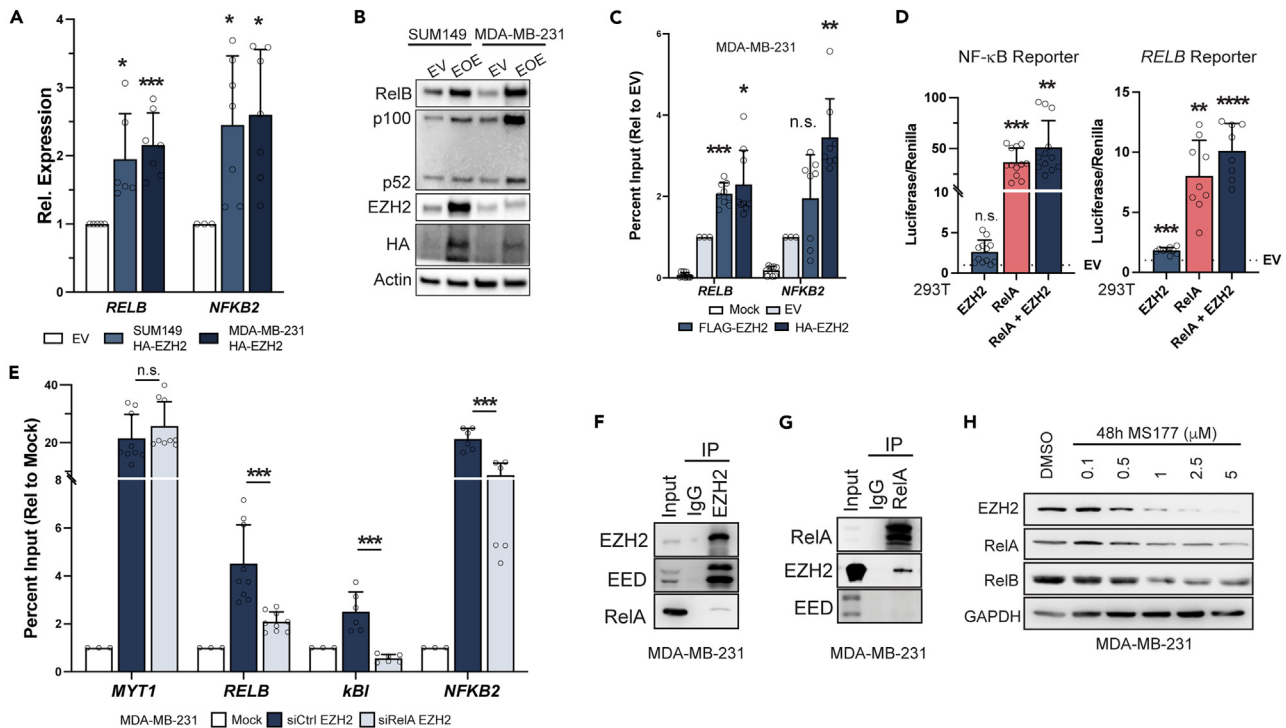 A
Rel. Expression
4
3
2
1
0
* *** * *
RELB NFKB2
EV
SUM149
HA-EZH2
MDA-MB-231
HA-EZH2
B
SUM149 MDA-MB-231
EV EOE EV EOE
RelB
p100
p52
EZH2
HA
Actin
C
MDA-MB-231
Percent Input (Rel to EV)
6
4
2
0
*** * n.s. **
RELB NFKB2
Mock EV
FLAG-EZH2 HA-EZH2
D
NF-κB Reporter
Luciferase/Renilla
100
50
10
5
0
n.s. *** **
EV
293T
EZH2
RelA
RelA + EZH2
RELB Reporter
Luciferase/Renilla
15
10
5
0
*** ** ****
EV
293T
EZH2
RelA
RelA + EZH2
E
Percent Input (Rel to Mock)
40
20
8
6
4
2
0
n.s. *** *** ***
MYT1 RELB kBI NFKB2
MDA-MB-231 Mock siCtrl EZH2 siRelA EZH2
F
IP
Input IgG EZH2
EZH2
EED
RelA
MDA-MB-231
G
IP
Input IgG RelA
RelA
EZH2
EED
MDA-MB-231
H
48h MS177 (μM)
DMSO 0.1 0.5 1 2.5 5
EZH2
RelA
RelB
GAPDH
MDA-MB-231